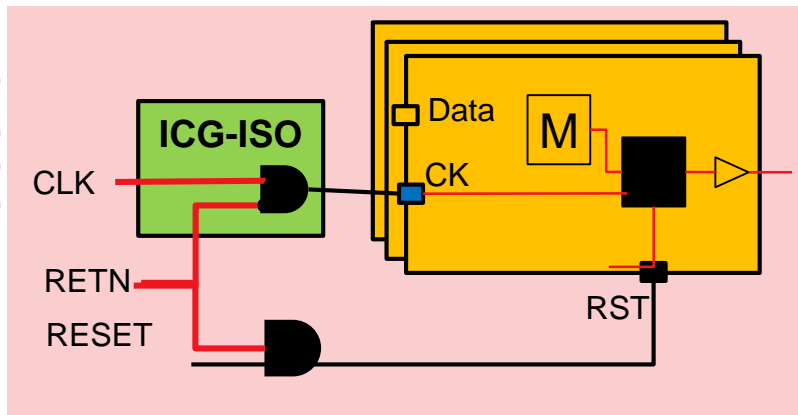 ICG-ISO
Data
M
CLK
CK
RETN
RESET
RST